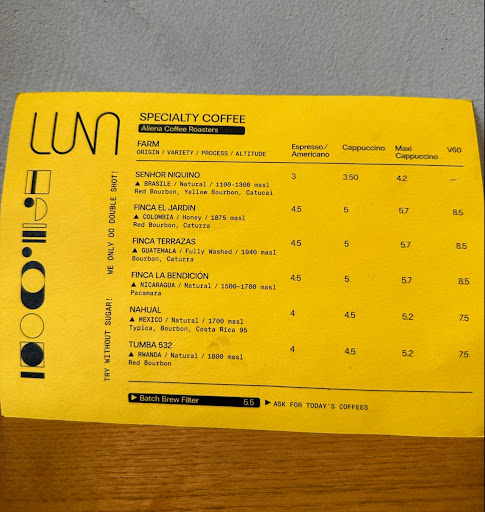 LUNA
SPECIALTY COFFEE
Aliena Coffee Roasters
FARM
ORIGIN / VARIETY / PROCESS / ALTITUDE
Espresso/
Americano
Cappuccino
Maxi
Cappuccino
V60
SENHOR NIQUINO 3 3.50 4.2 —
▲ BRASILE / Natural / 1100-1300 masl
Red Bourbon, Yellow Bourbon, Catucai
FINCA EL JARDIN 4.5 5 5.7 8.5
▲ COLOMBIA / Honey / 1875 masl
Red Bourbon, Caturra
FINCA TERRAZAS 4.5 5 5.7 8.5
▲ GUATEMALA / Fully Washed / 1940 masl
Bourbon, Caturra
FINCA LA BENDICIÓN 4.5 5 5.7 8.5
▲ NICARAGUA / Natural / 1500-1700 masl
Pacamara
NAHUAL 4 4.5 5.2 7.5
▲ MEXICO / Natural / 1700 masl
Typica, Bourbon, Costa Rica 95
TUMBA 532 4 4.5 5.2 7.5
▲ RWANDA / Natural / 1800 masl
Red Bourbon
▶ Batch Brew Filter 5.5 ▶ ASK FOR TODAY'S COFFEES
TRY WITHOUT SUGAR! WE ONLY DO DOUBLE SHOT!